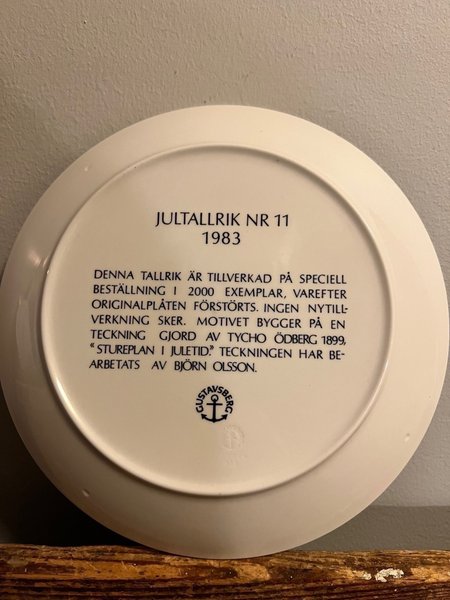 JULTALLRIK NR 11
1983
DENNA TALLRIK ÄR TILLVERKAD PÅ SPECIELL
BESTÄLLNING I 2000 EXEMPLAR, VAREFTER
ORIGINALPLÅTEN FÖRSTÖRTS. INGEN NYTILL-
VERKNING SKER. MOTIVET BYGGER PÅ EN
TECKNING GJORD AV TYCHO ÖDBERG 1899,
“STUREPLAN I JULETID.” TECKNINGEN HAR BE-
ARBETATS AV BJÖRN OLSSON.
GUSTAVSBERG